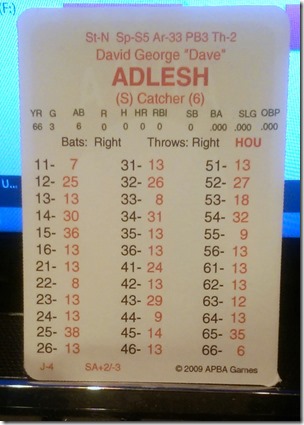 F:)
St-N Sp-S5 Ar-33 PB3 Th-2
David George "Dave"
ADLESH
(S) Catcher (6)
YR G AB R H HR RBI SB BA SLG OBP
66 3 6 0 0 0 0 0 .000 .000 .000
Bats: Right Throws: Right HOU
11- 7 31- 13 51- 13
12- 25 32- 26 52- 27
13- 13 33- 8 53- 18
14- 30 34- 31 54- 32
15- 36 35- 13 55- 9
16- 13 36- 13 56- 13
21- 13 41- 24 61- 13
22- 8 42- 13 62- 13
23- 13 43- 29 63- 12
24- 13 44- 9 64- 13
25- 38 45- 14 65- 35
26- 13 46- 13 66- 6
J-4 SA+2/-3 © 2009 APBA Games